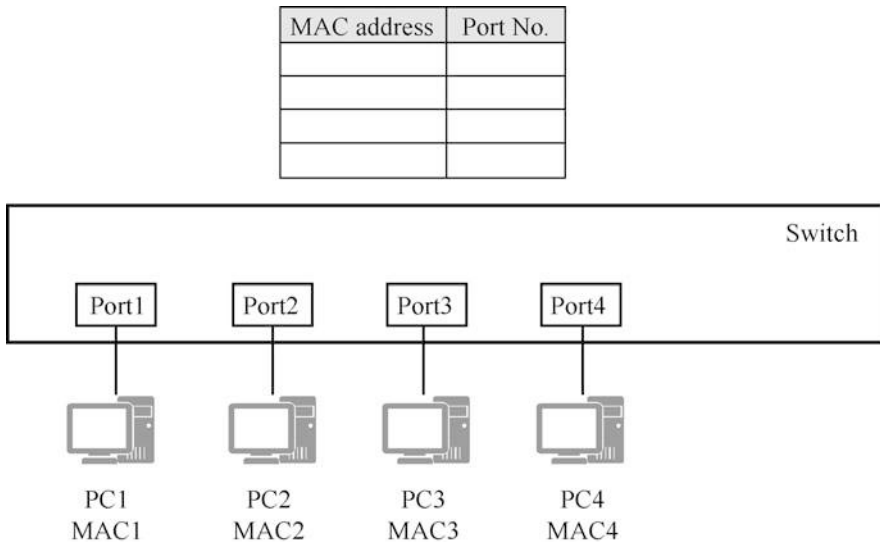 MAC address Port No.
Switch
Port1 Port2 Port3 Port4
PC1 PC2 PC3 PC4
MAC1 MAC2 MAC3 MAC4